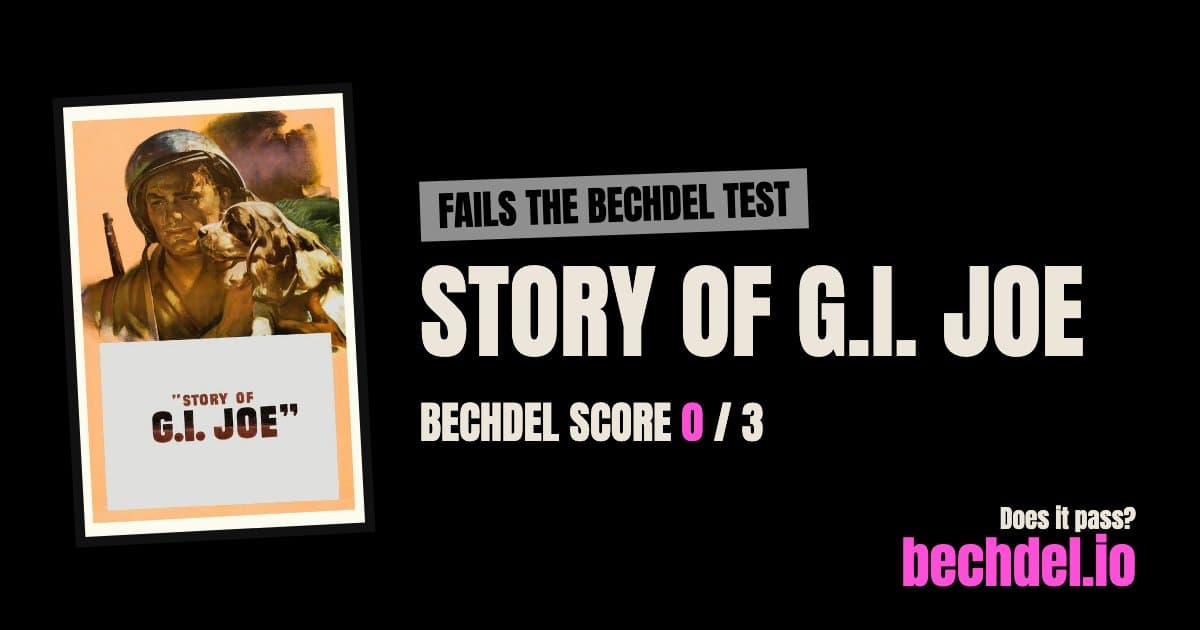 "STORY OF
G.I. JOE"
FAILS THE BECHDEL TEST
STORY OF G.I. JOE
BECHDEL SCORE 0 / 3
Does it pass?
bechdel.io